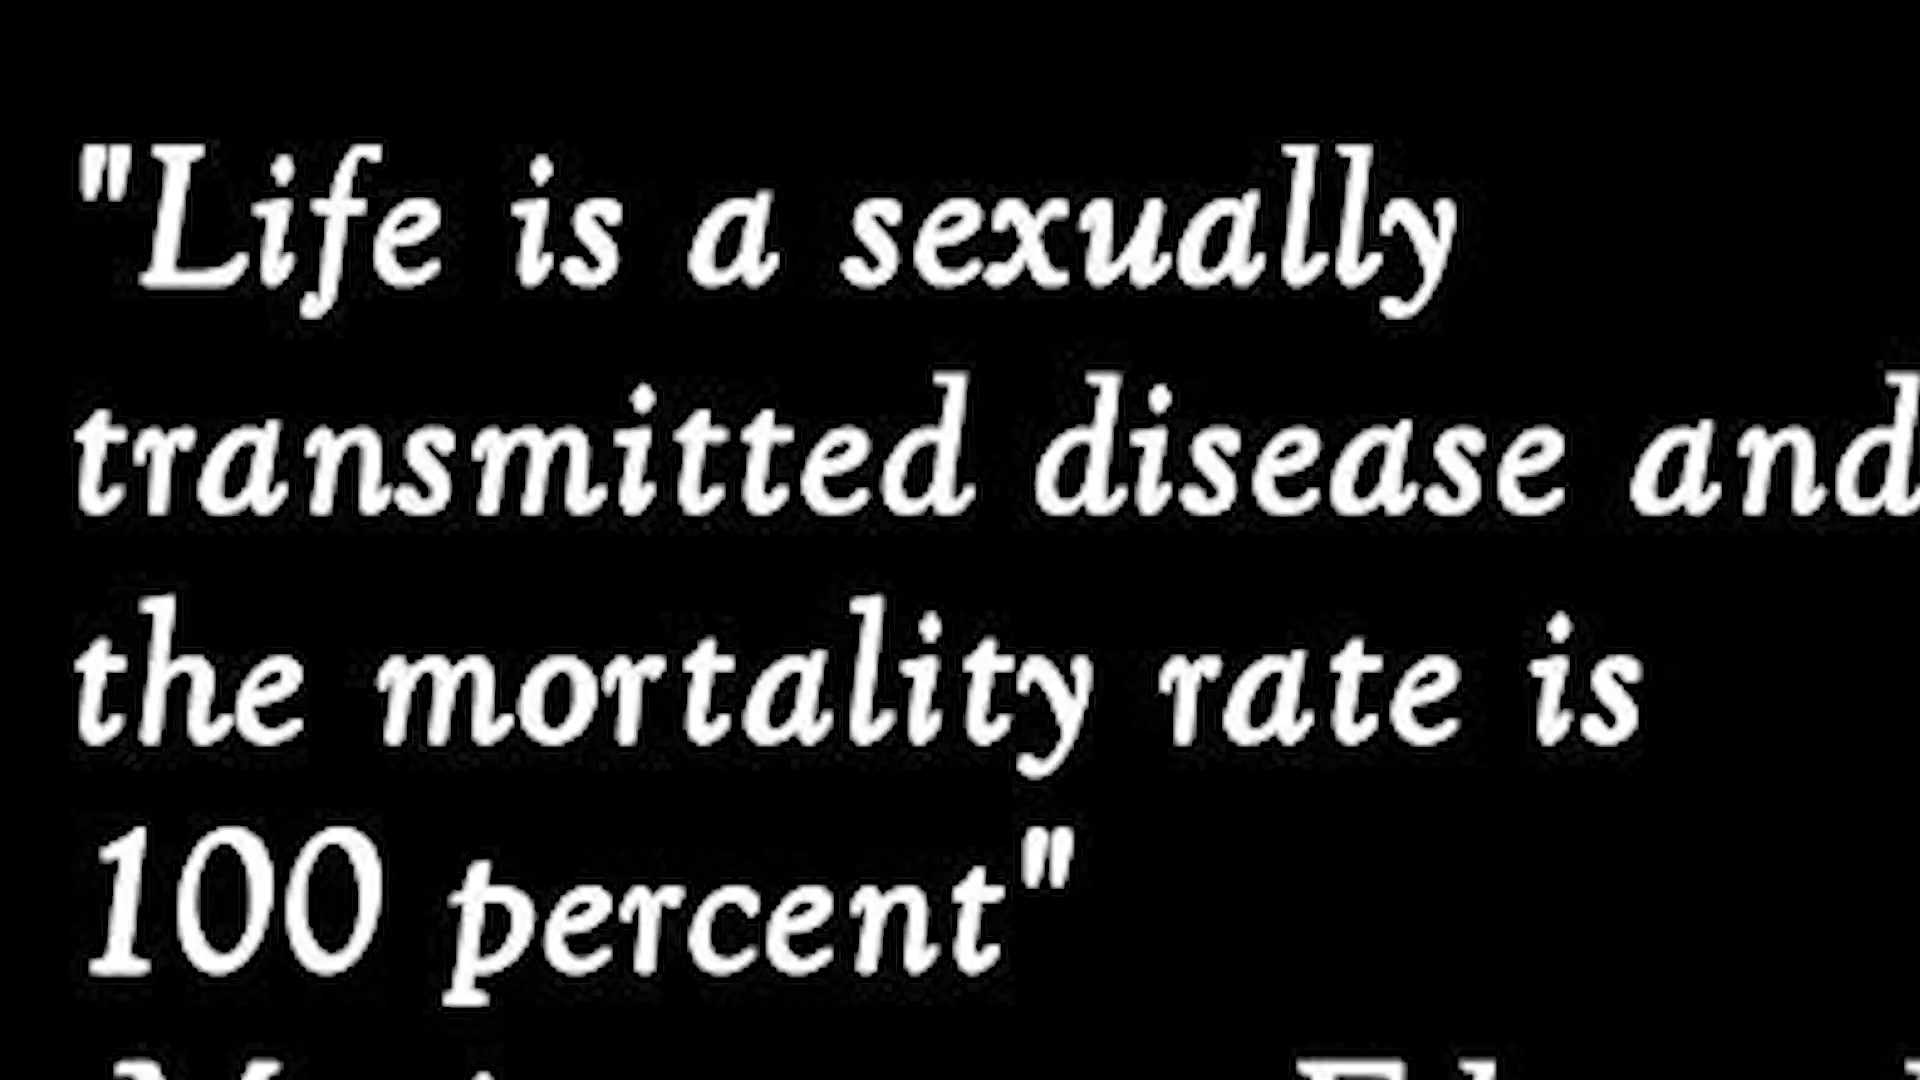 "Life is a sexually
transmitted disease and
the mortality rate is
100 percent"